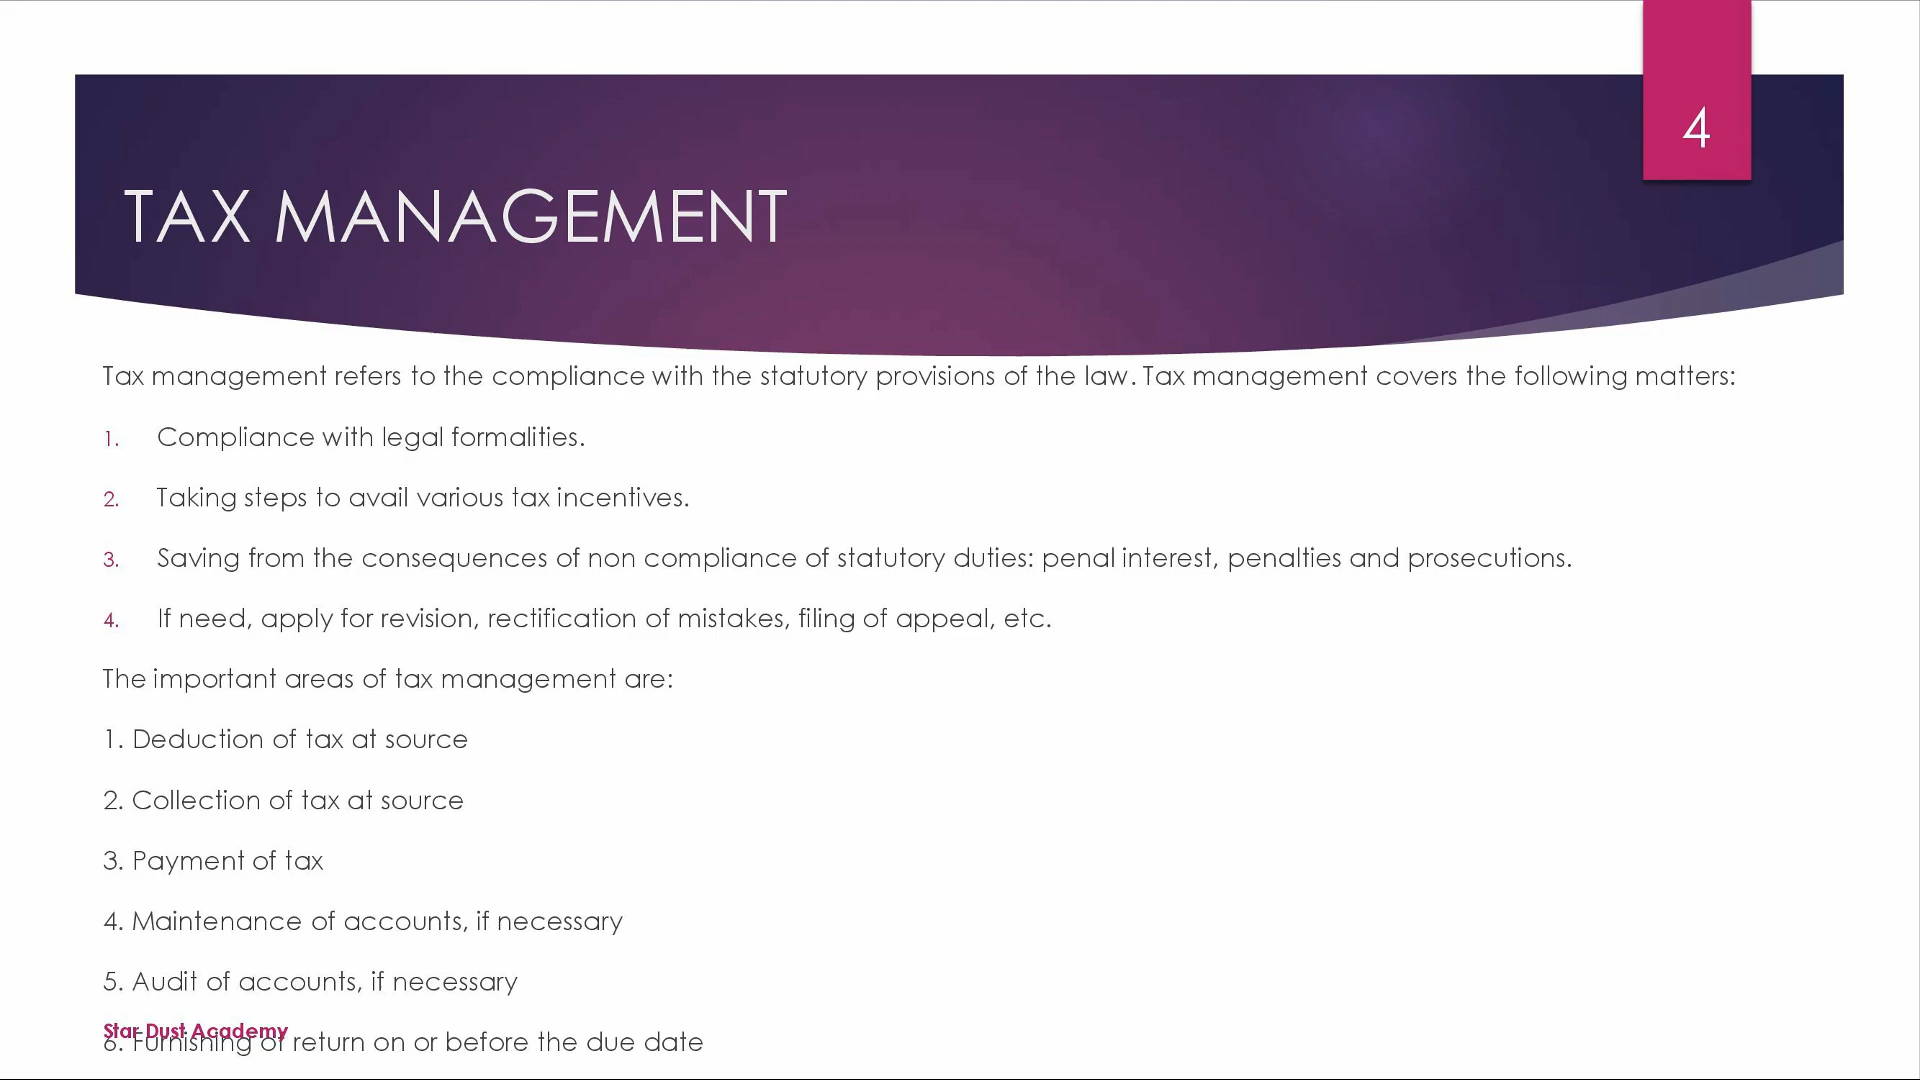 4
TAX MANAGEMENT
Tax management refers to the compliance with the statutory provisions of the law. Tax management covers the following matters:
1. Compliance with legal formalities.
2. Taking steps to avail various tax incentives.
3. Saving from the consequences of non compliance of statutory duties: penal interest, penalties and prosecutions.
4. If need, apply for revision, rectification of mistakes, filing of appeal, etc.
The important areas of tax management are:
1. Deduction of tax at source
2. Collection of tax at source
3. Payment of tax
4. Maintenance of accounts, if necessary
5. Audit of accounts, if necessary
Star Dust Academy
6. Furnishing of return on or before the due date